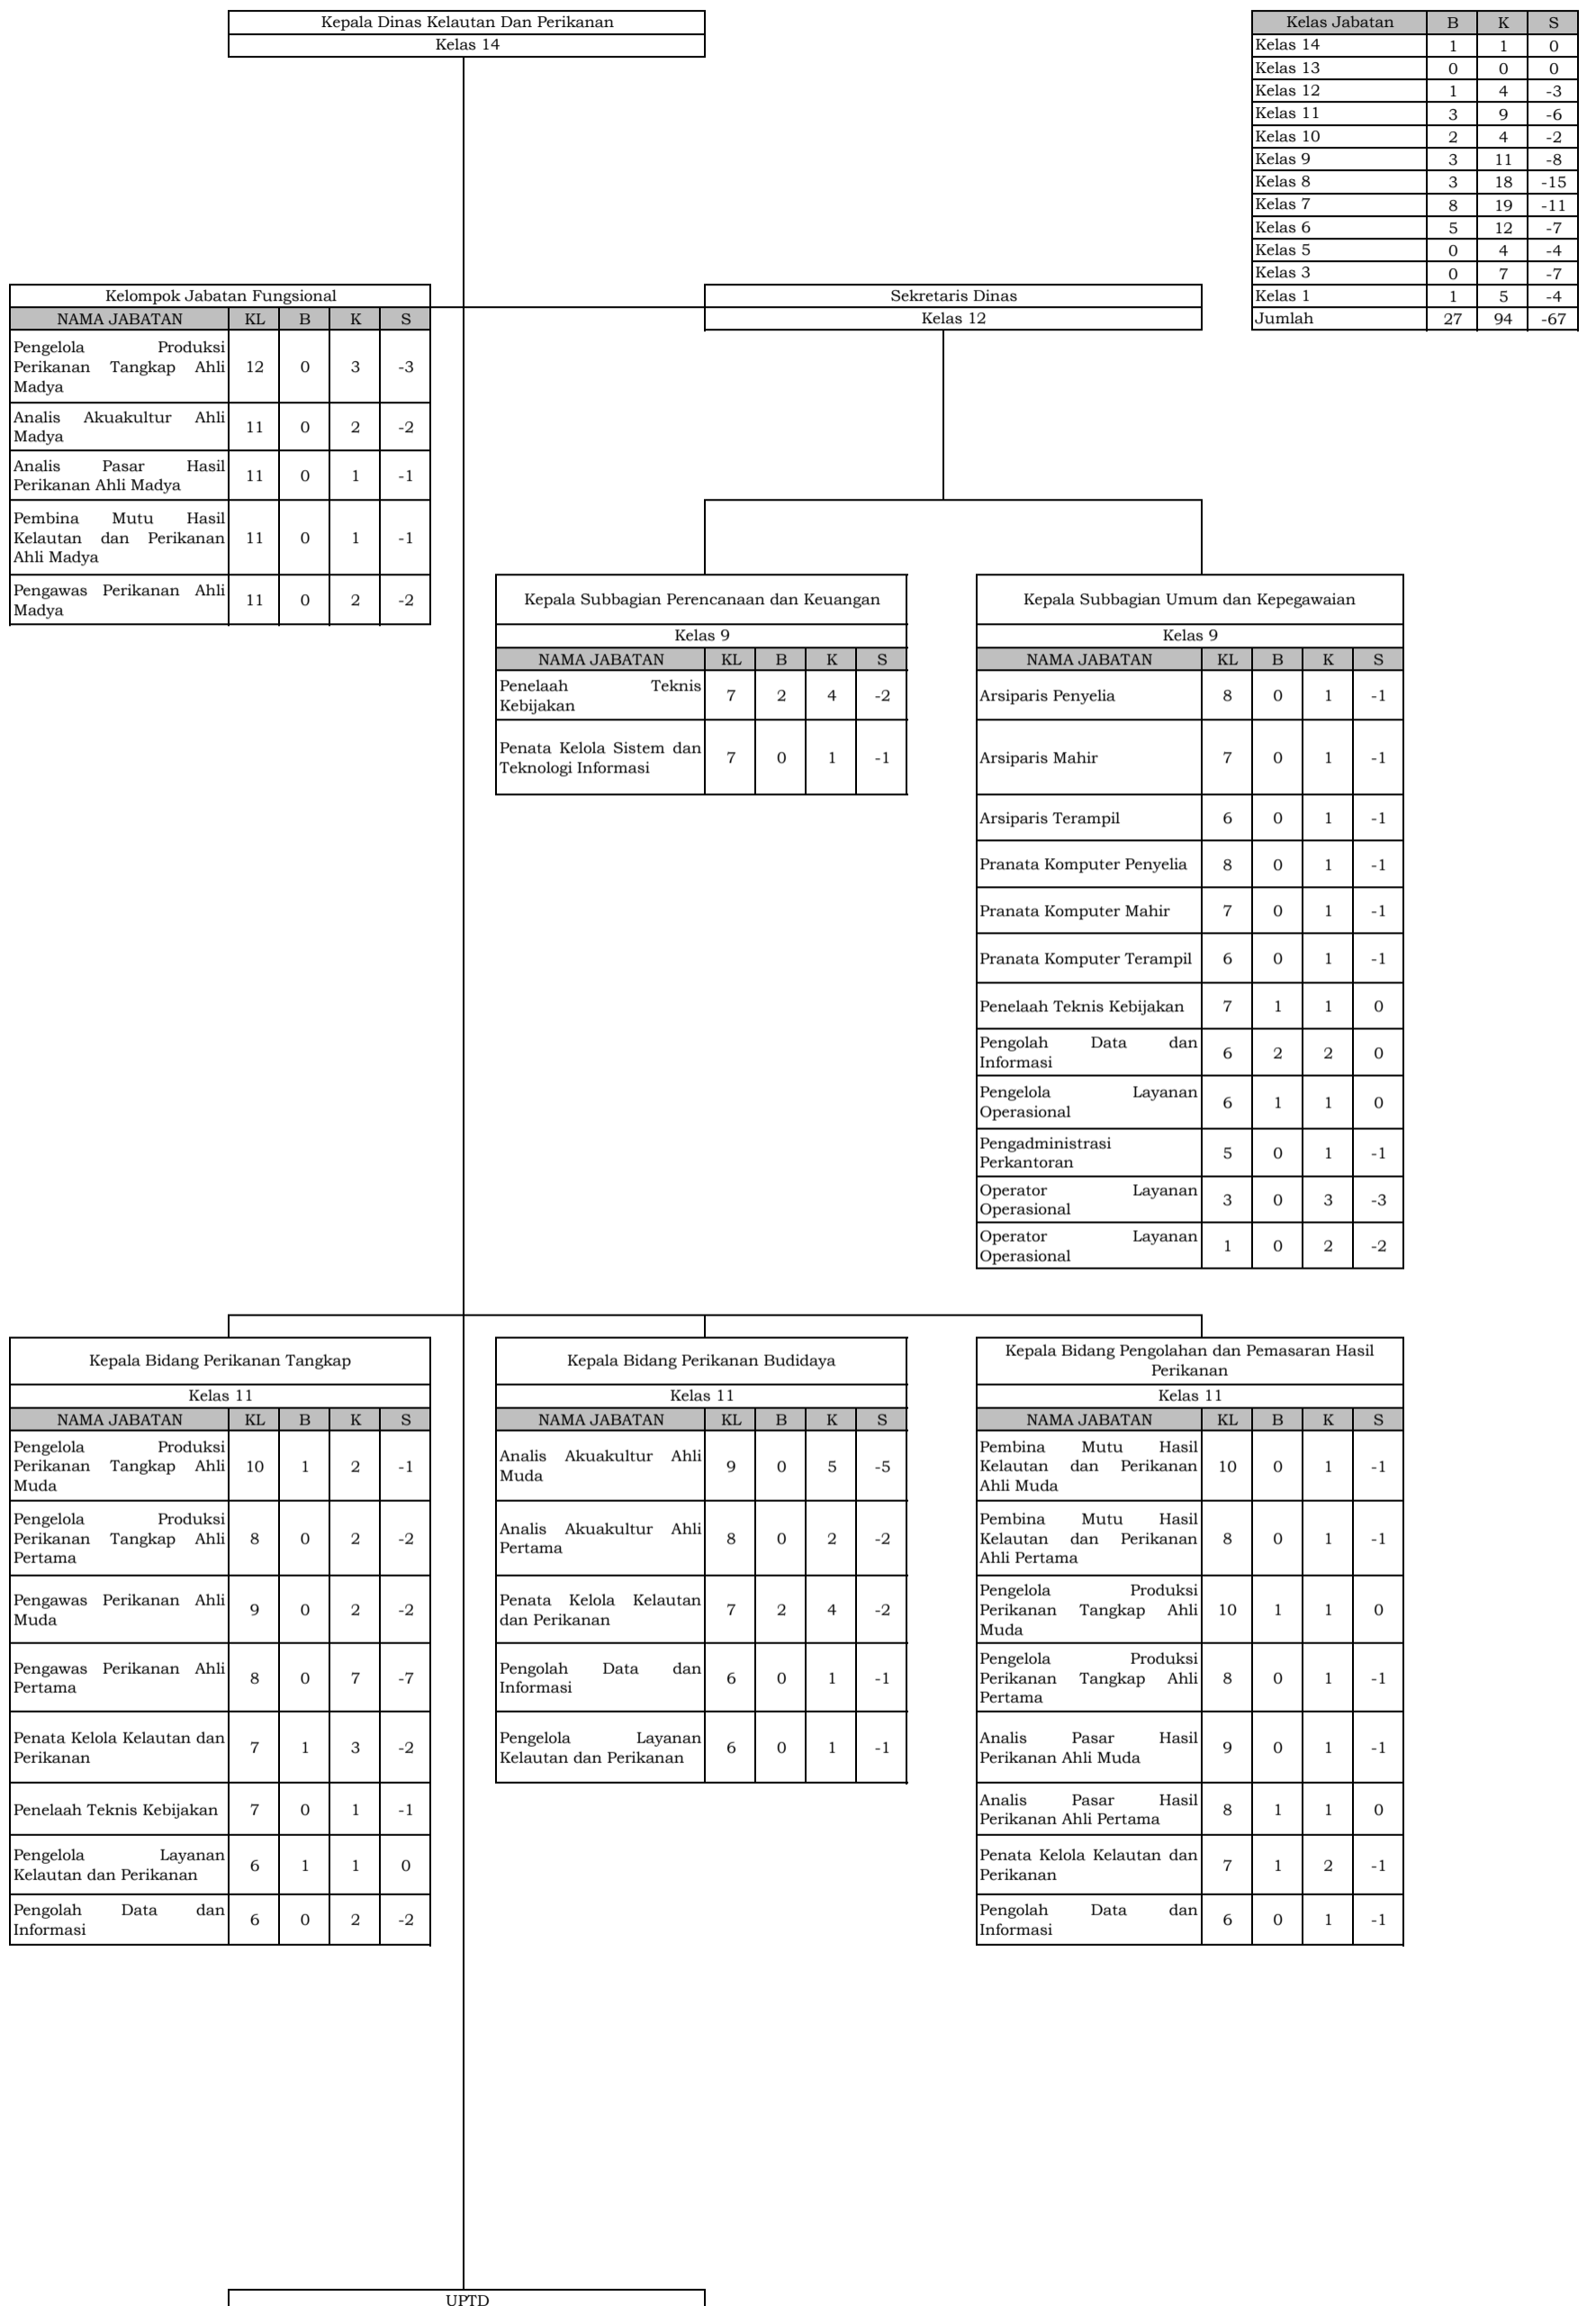 Kepala Dinas Kelautan Dan Perikanan
Kelas 14
Kelas Jabatan B K S
Kelas 14 1 1 0
Kelas 13 0 0 0
Kelas 12 1 4 -3
Kelas 11 3 9 -6
Kelas 10 2 4 -2
Kelas 9 3 11 -8
Kelas 8 3 18 -15
Kelas 7 8 19 -11
Kelas 6 5 12 -7
Kelas 5 0 4 -4
Kelas 3 0 7 -7
Kelas 1 1 5 -4
Jumlah 27 94 -67
Kelompok Jabatan Fungsional
NAMA JABATAN KL B K S
Pengelola Produksi
Perikanan Tangkap Ahli
Madya
12 0 3 -3
Analis Akuakultur Ahli
Madya
11 0 2 -2
Analis Pasar Hasil
Perikanan Ahli Madya
11 0 1 -1
Pembina Mutu Hasil
Kelautan dan Perikanan
Ahli Madya
11 0 1 -1
Pengawas Perikanan Ahli
Madya
11 0 2 -2
Sekretaris Dinas
Kelas 12
Kepala Subbagian Perencanaan dan Keuangan
Kelas 9
NAMA JABATAN KL B K S
Penelaah Teknis
Kebijakan
7 2 4 -2
Penata Kelola Sistem dan
Teknologi Informasi
7 0 1 -1
Kepala Subbagian Umum dan Kepegawaian
Kelas 9
NAMA JABATAN KL B K S
Arsiparis Penyelia 8 0 1 -1
Arsiparis Mahir 7 0 1 -1
Arsiparis Terampil 6 0 1 -1
Pranata Komputer Penyelia 8 0 1 -1
Pranata Komputer Mahir 7 0 1 -1
Pranata Komputer Terampil 6 0 1 -1
Penelaah Teknis Kebijakan 7 1 1 0
Pengolah Data dan
Informasi
6 2 2 0
Pengelola Layanan
Operasional
6 1 1 0
Pengadministrasi
Perkantoran
5 0 1 -1
Operator Layanan
Operasional
3 0 3 -3
Operator Layanan
Operasional
1 0 2 -2
Kepala Bidang Perikanan Tangkap
Kelas 11
NAMA JABATAN KL B K S
Pengelola Produksi
Perikanan Tangkap Ahli
Muda
10 1 2 -1
Pengelola Produksi
Perikanan Tangkap Ahli
Pertama
8 0 2 -2
Pengawas Perikanan Ahli
Muda
9 0 2 -2
Pengawas Perikanan Ahli
Pertama
8 0 7 -7
Penata Kelola Kelautan dan
Perikanan
7 1 3 -2
Penelaah Teknis Kebijakan 7 0 1 -1
Pengelola Layanan
Kelautan dan Perikanan
6 1 1 0
Pengolah Data dan
Informasi
6 0 2 -2
Kepala Bidang Perikanan Budidaya
Kelas 11
NAMA JABATAN KL B K S
Analis Akuakultur Ahli
Muda
9 0 5 -5
Analis Akuakultur Ahli
Pertama
8 0 2 -2
Penata Kelola Kelautan
dan Perikanan
7 2 4 -2
Pengolah Data dan
Informasi
6 0 1 -1
Pengelola Layanan
Kelautan dan Perikanan
6 0 1 -1
Kepala Bidang Pengolahan dan Pemasaran Hasil
Perikanan
Kelas 11
NAMA JABATAN KL B K S
Pembina Mutu Hasil
Kelautan dan Perikanan
Ahli Muda
10 0 1 -1
Pembina Mutu Hasil
Kelautan dan Perikanan
Ahli Pertama
8 0 1 -1
Pengelola Produksi
Perikanan Tangkap Ahli
Muda
10 1 1 0
Pengelola Produksi
Perikanan Tangkap Ahli
Pertama
8 0 1 -1
Analis Pasar Hasil
Perikanan Ahli Muda
9 0 1 -1
Analis Pasar Hasil
Perikanan Ahli Pertama
8 1 1 0
Penata Kelola Kelautan dan
Perikanan
7 1 2 -1
Pengolah Data dan
Informasi
6 0 1 -1
UPTD